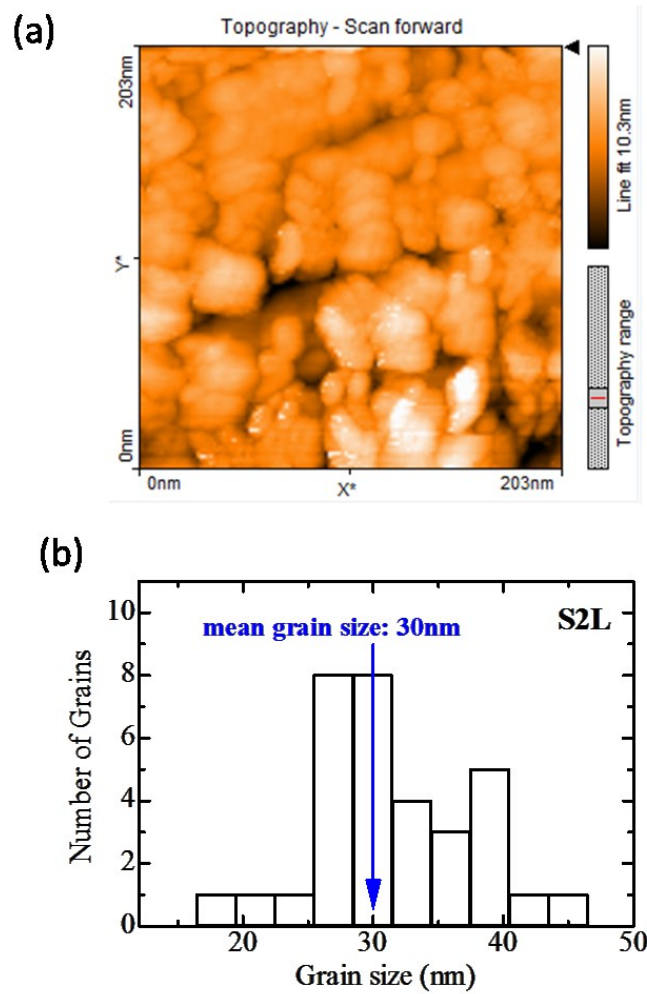 (a)
Topography - Scan forward
203nm
Y*
0nm
0nm
X*
203nm
Line fit 10.3nm
Topography range
(b)
S2L
mean grain size: 30nm
Number of Grains
10
8
6
4
2
0
20
30
40
50
Grain size (nm)